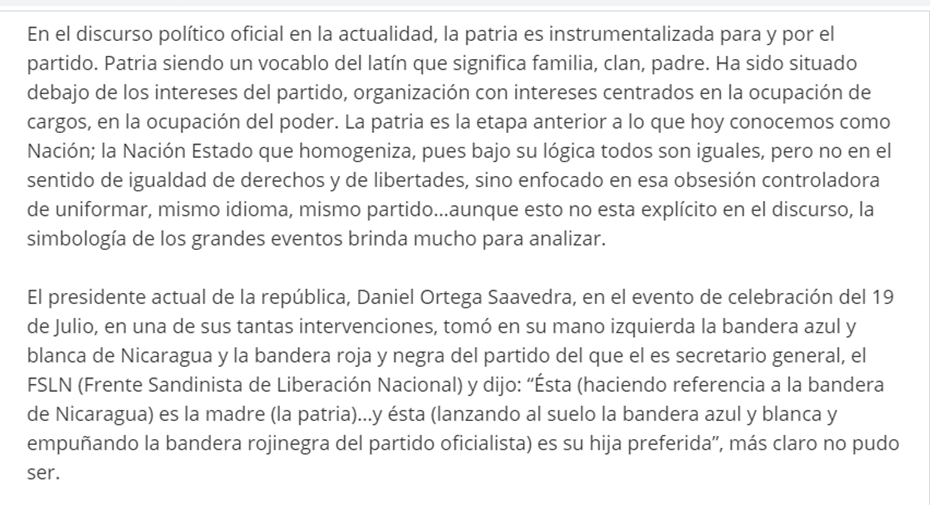 En el discurso político oficial en la actualidad, la patria es instrumentalizada para y por el
partido. Patria siendo un vocablo del latín que significa familia, clan, padre. Ha sido situado
debajo de los intereses del partido, organización con intereses centrados en la ocupación de
cargos, en la ocupación del poder. La patria es la etapa anterior a lo que hoy conocemos como
Nación; la Nación Estado que homogeniza, pues bajo su lógica todos son iguales, pero no en el
sentido de igualdad de derechos y de libertades, sino enfocado en esa obsesión controladora
de uniformar, mismo idioma, mismo partido...aunque esto no esta explícito en el discurso, la
simbología de los grandes eventos brinda mucho para analizar.
El presidente actual de la república, Daniel Ortega Saavedra, en el evento de celebración del 19
de Julio, en una de sus tantas intervenciones, tomó en su mano izquierda la bandera azul y
blanca de Nicaragua y la bandera roja y negra del partido del que el es secretario general, el
FSLN (Frente Sandinista de Liberación Nacional) y dijo: “Ésta (haciendo referencia a la bandera
de Nicaragua) es la madre (la patria)...y ésta (lanzando al suelo la bandera azul y blanca y
empuñando la bandera rojinegra del partido oficialista) es su hija preferida”, más claro no pudo
ser.